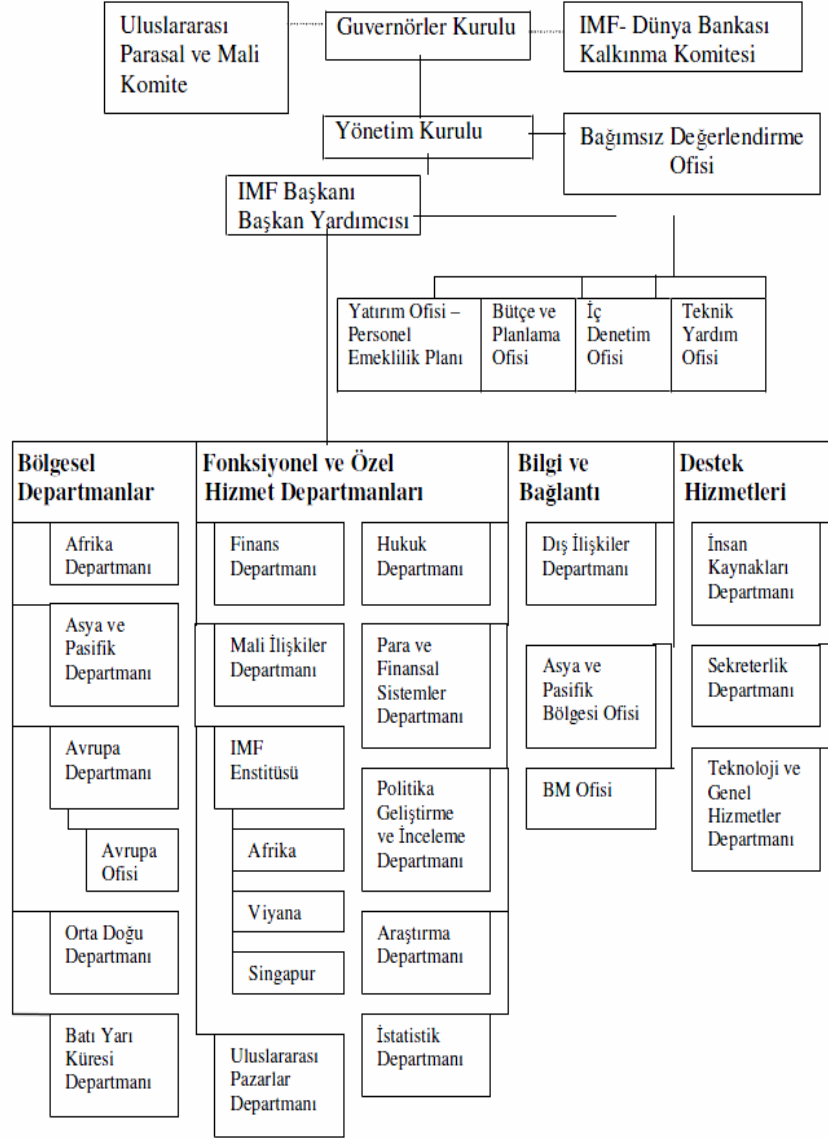 Uluslararası
Parasal ve Mali
Komite
Guvernörler Kurulu
IMF- Dünya Bankası
Kalkınma Komitesi
Yönetim Kurulu
Bağımsız Değerlendirme
Ofisi
IMF Başkanı
Başkan Yardımcısı
Yatırım Ofisi –
Personel
Emeklilik Planı
Bütçe ve
Planlama
Ofisi
İç
Denetim
Ofisi
Teknik
Yardım
Ofisi
Bölgesel
Departmanlar
Afrika
Departmanı
Asya ve
Pasifik
Departmanı
Avrupa
Departmanı
Avrupa
Ofisi
Orta Doğu
Departmanı
Batı Yarı
Küresi
Departmanı
Fonksiyonel ve Özel
Hizmet Departmanları
Finans
Departmanı
Mali İlişkiler
Departmanı
IMF
Enstitüsü
Afrika
Viyana
Singapur
Uluslararası
Pazarlar
Departmanı
Hukuk
Departmanı
Para ve
Finansal
Sistemler
Departmanı
Politika
Geliştirme
ve İnceleme
Departmanı
Araştırma
Departmanı
İstatistik
Departmanı
Bilgi ve
Bağlantı
Dış İlişkiler
Departmanı
Asya ve
Pasifik
Bölgesi Ofisi
BM Ofisi
Destek
Hizmetleri
İnsan
Kaynakları
Departmanı
Sekreterlik
Departmanı
Teknoloji ve
Genel
Hizmetler
Departmanı